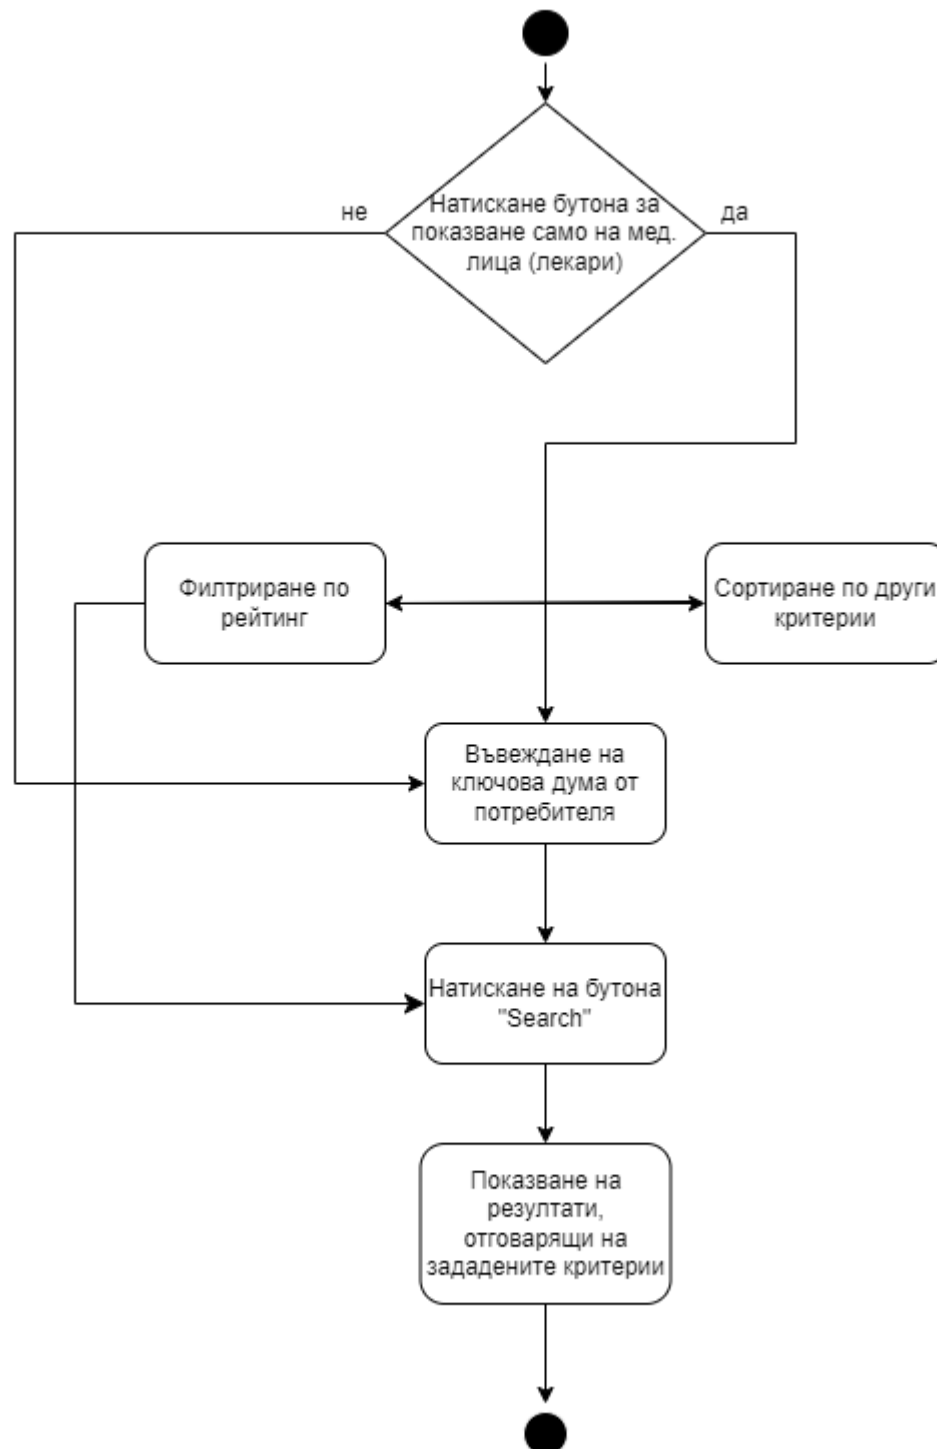 не
да
Натискане бутона за
показване само на мед.
лица (лекари)
Филтриране по
рейтинг
Сортиране по други
критерии
Въвеждане на
ключова дума от
потребителя
Натискане на бутона
"Search"
Показване на
резултати,
отговарящи на
зададените критерии